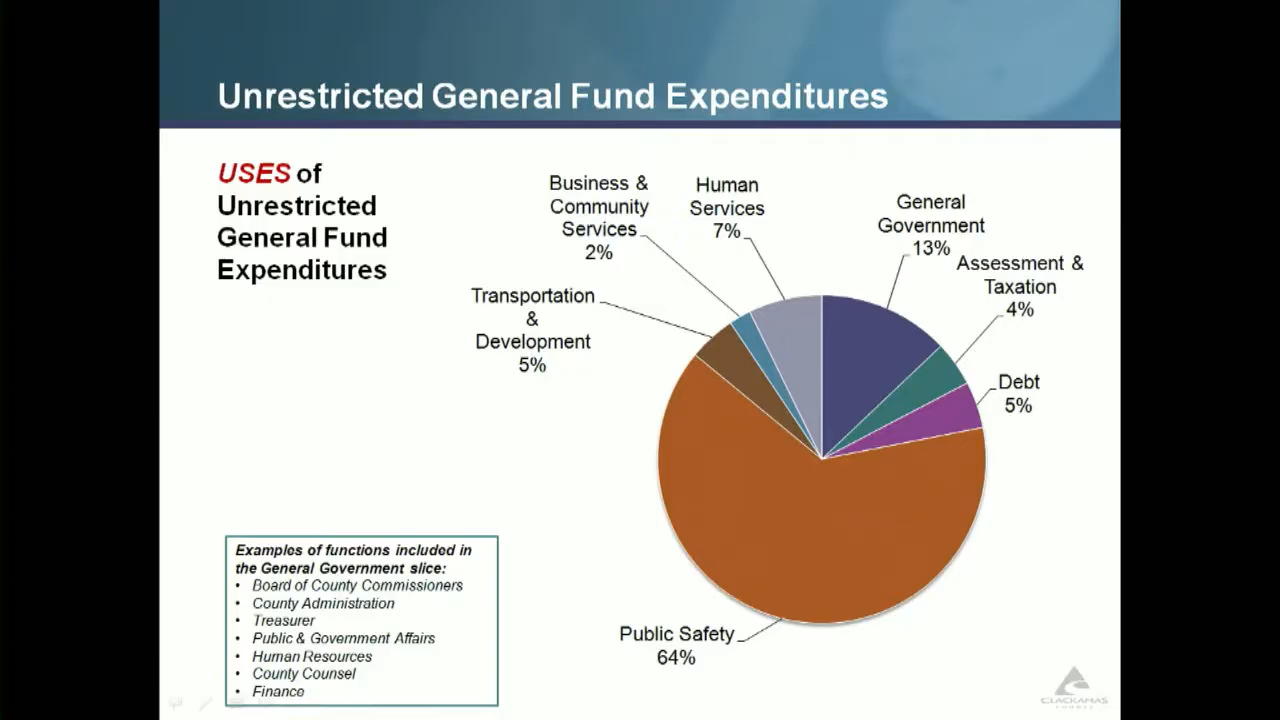 Unrestricted General Fund Expenditures
USES of
Unrestricted
General Fund
Expenditures
Business &
Community
Services
2%
Human
Services
7%
General
Government
13%
Assessment &
Taxation
4%
Transportation
&
Development
5%
Debt
5%
Public Safety
64%
Examples of functions included in
the General Government slice:
• Board of County Commissioners
• County Administration
• Treasurer
• Public & Government Affairs
• Human Resources
• County Counsel
• Finance
CLACKAMAS
COUNTY